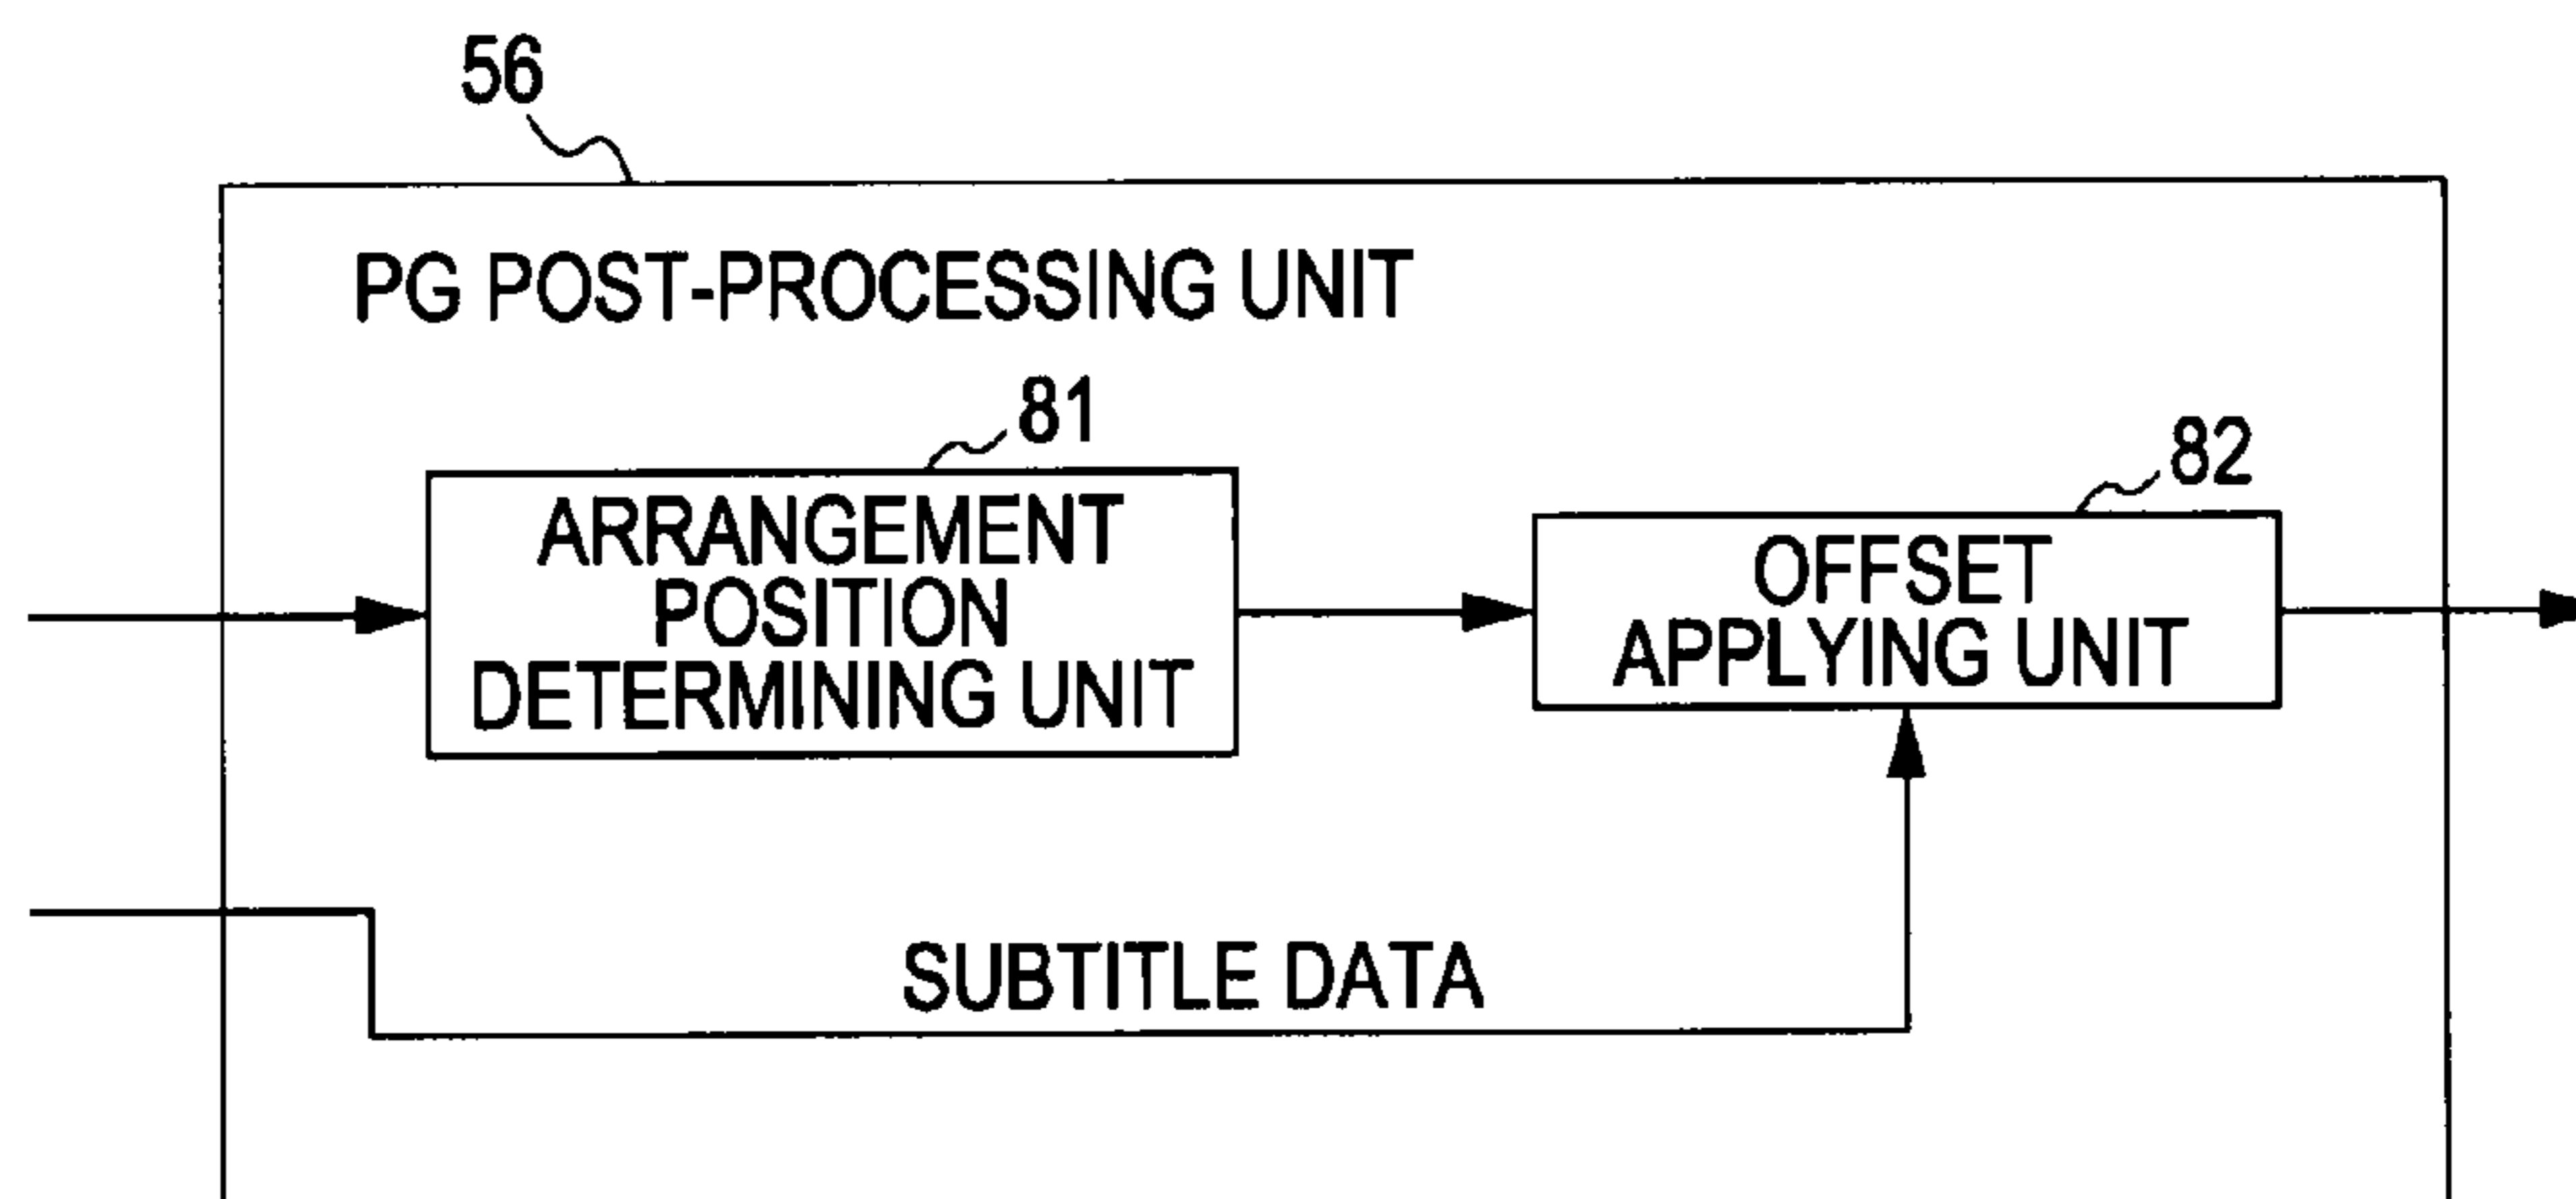 56
PG POST-PROCESSING UNIT
81
ARRANGEMENT
POSITION
DETERMINING UNIT
82
OFFSET
APPLYING UNIT
SUBTITLE DATA